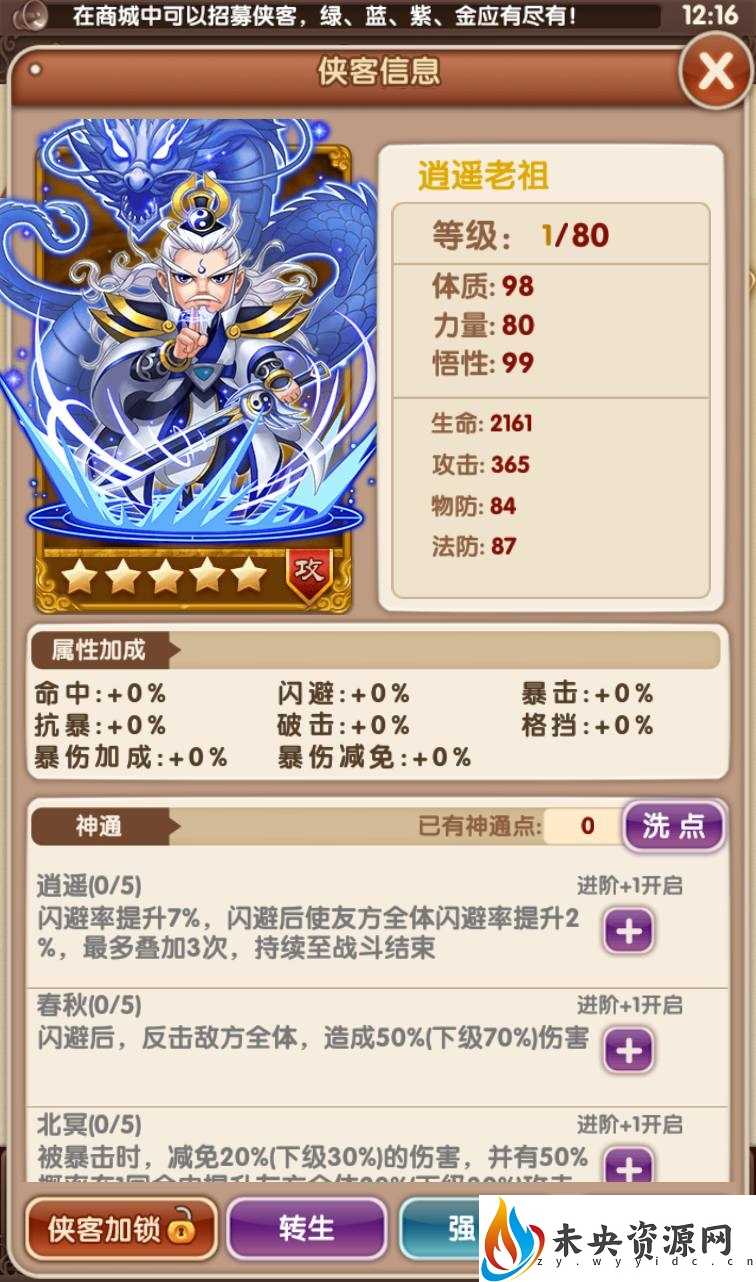 在商城中可以招募侠客，绿、蓝、紫、金应有尽有！
12:16
侠客信息
逍遥老祖
等级： 1/80
体质: 98
力量: 80
悟性: 99
生命: 2161
攻击: 365
物防: 84
法防: 87
攻
属性加成
命中:+0% 闪避:+0% 暴击:+0%
抗暴:+0% 破击:+0% 格挡:+0%
暴伤加成:+0% 暴伤减免:+0%
神通 已有神通点: 0 洗点
逍遥(0/5) 进阶+1开启
闪避率提升7%，闪避后使友方全体闪避率提升2
%，最多叠加3次，持续至战斗结束
春秋(0/5) 进阶+1开启
闪避后，反击敌方全体，造成50%(下级70%)伤害
北冥(0/5) 进阶+1开启
被暴击时，减免20%(下级30%)的伤害，并有50%
侠客加锁 转生 强
未央资源网
zy.wyyidc.cn